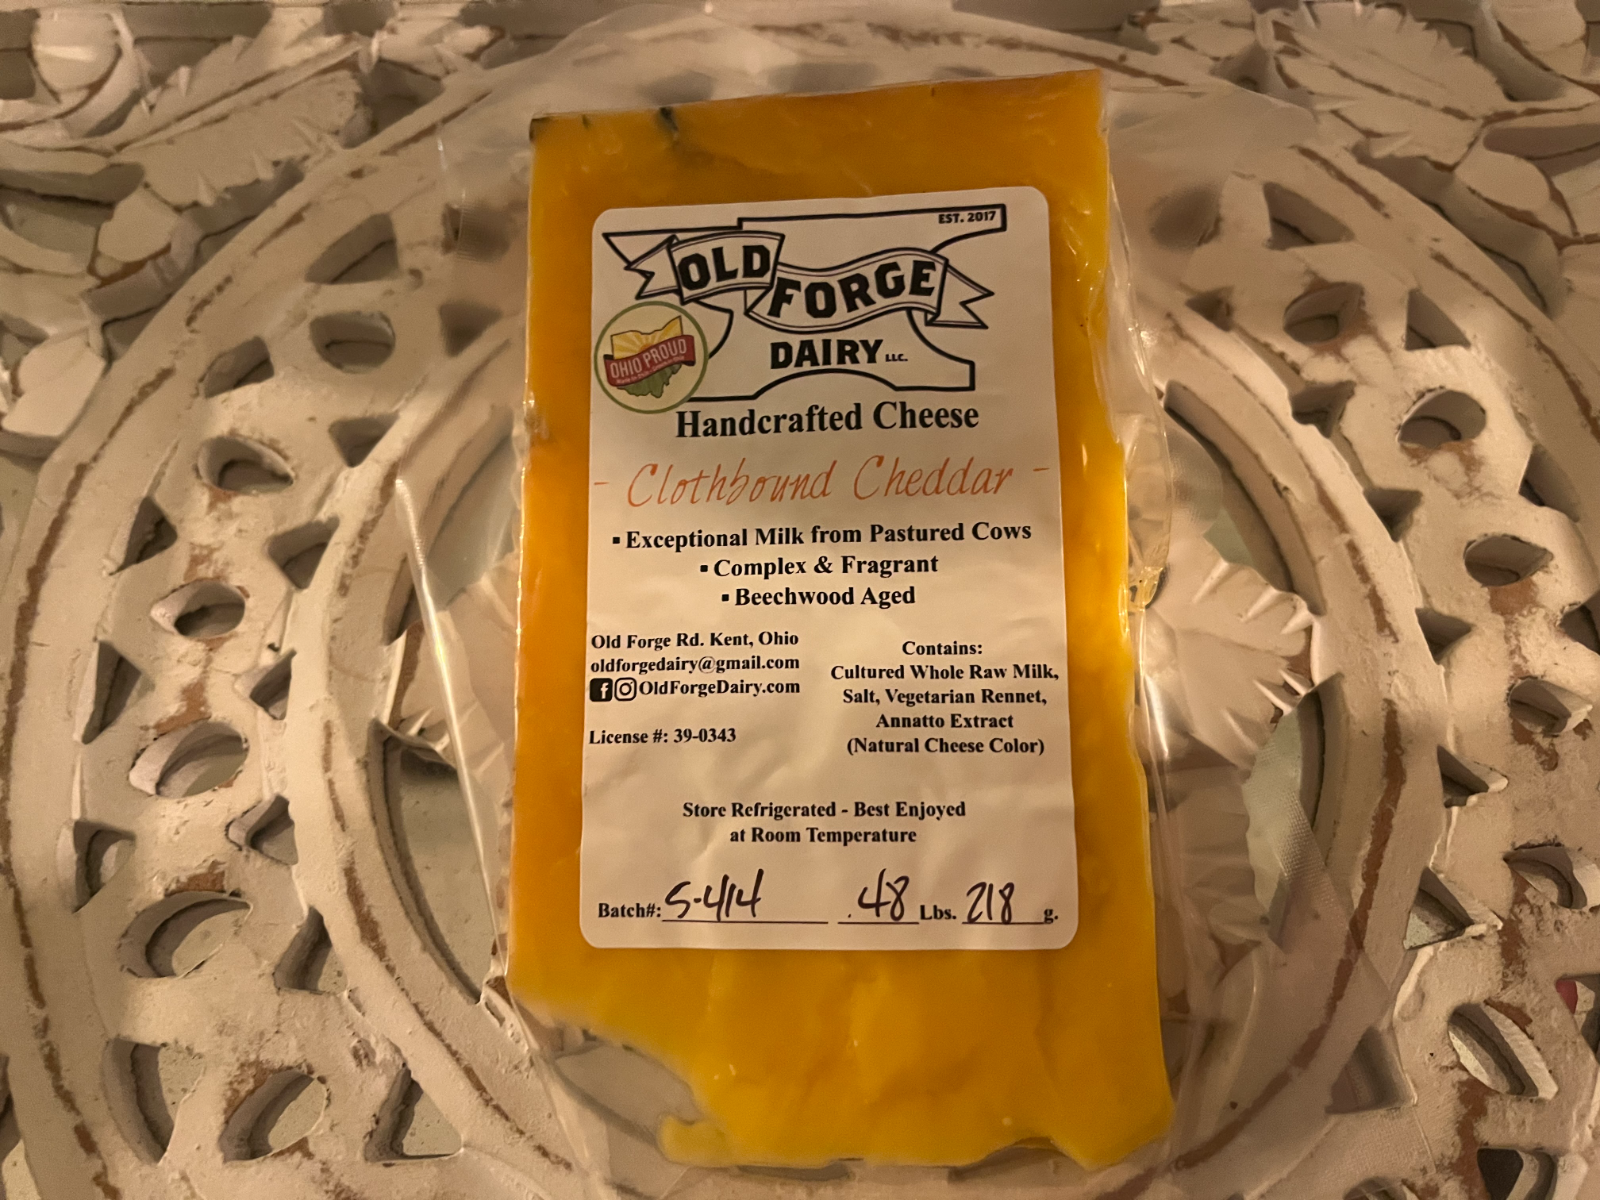 EST. 2017
OLD FORGE
DAIRY LLC.
OHIO PROUD
Handcrafted Cheese
- Clothbound Cheddar -
▪ Exceptional Milk from Pastured Cows
▪ Complex & Fragrant
▪ Beechwood Aged
Old Forge Rd. Kent, Ohio
oldforgedairy@gmail.com
OldForgeDairy.com
License #: 39-0343
Contains:
Cultured Whole Raw Milk,
Salt, Vegetarian Rennet,
Annatto Extract
(Natural Cheese Color)
Store Refrigerated - Best Enjoyed
at Room Temperature
Batch#: S-414 .48 Lbs. 218 g.